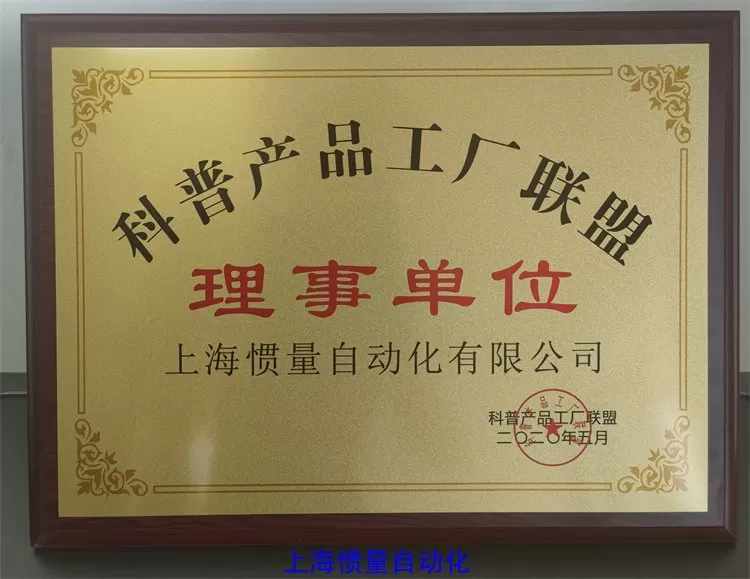 科普产品工厂联盟
理事单位
上海惯量自动化有限公司
科普产品工厂联盟
二〇二〇年五月
上海惯量自动化